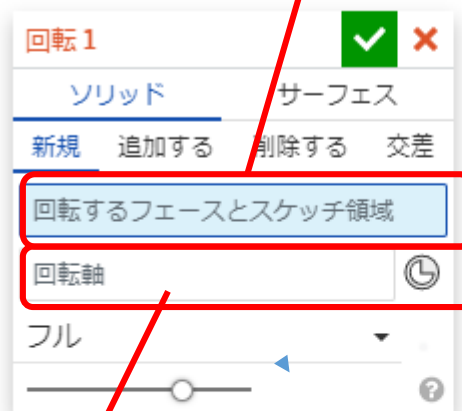 回転 1
ソリッド サーフェス
新規 追加する 削除する 交差
回転するフェースとスケッチ領域
回転軸
フル
?